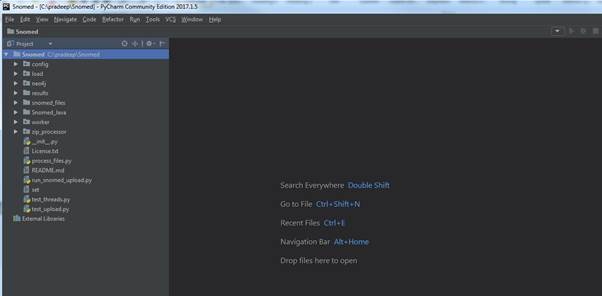 Snomed - [C:\pradeep\Snomed] - PyCharm Community Edition 2017.1.5
File Edit View Navigate Code Refactor Run Tools VCS Window Help
Snomed
Project
Snomed C:\pradeep\Snomed
config
load
neo4j
results
snomed_files
Snomed_Java
worker
zip_processor
__init__.py
License.txt
process_files.py
README.md
run_snomed_upload.py
set
test_threads.py
test_upload.py
External Libraries
Search Everywhere Double Shift
Go to File Ctrl+Shift+N
Recent Files Ctrl+E
Navigation Bar Alt+Home
Drop files here to open